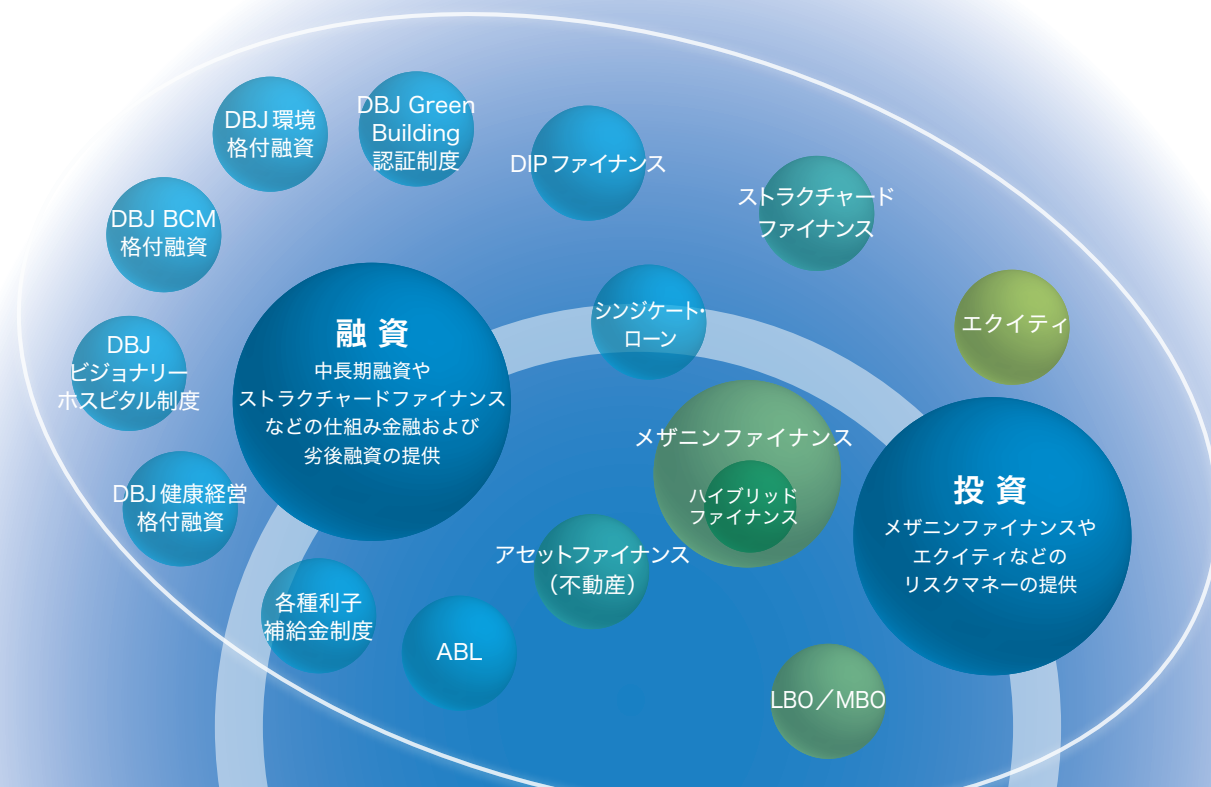 DBJ環境
格付融資
DBJ Green
Building
認証制度
DIPファイナンス
ストラクチャード
ファイナンス
DBJ BCM
格付融資
融資
中長期融資や
ストラクチャードファイナンス
などの仕組み金融および
劣後融資の提供
シンジケート・
ローン
エクイティ
DBJ
ビジョナリー
ホスピタル制度
メザニンファイナンス
ハイブリッド
ファイナンス
投資
メザニンファイナンスや
エクイティなどの
リスクマネーの提供
DBJ健康経営
格付融資
アセットファイナンス
（不動産）
各種利子
補給金制度
ABL
LBO／MBO